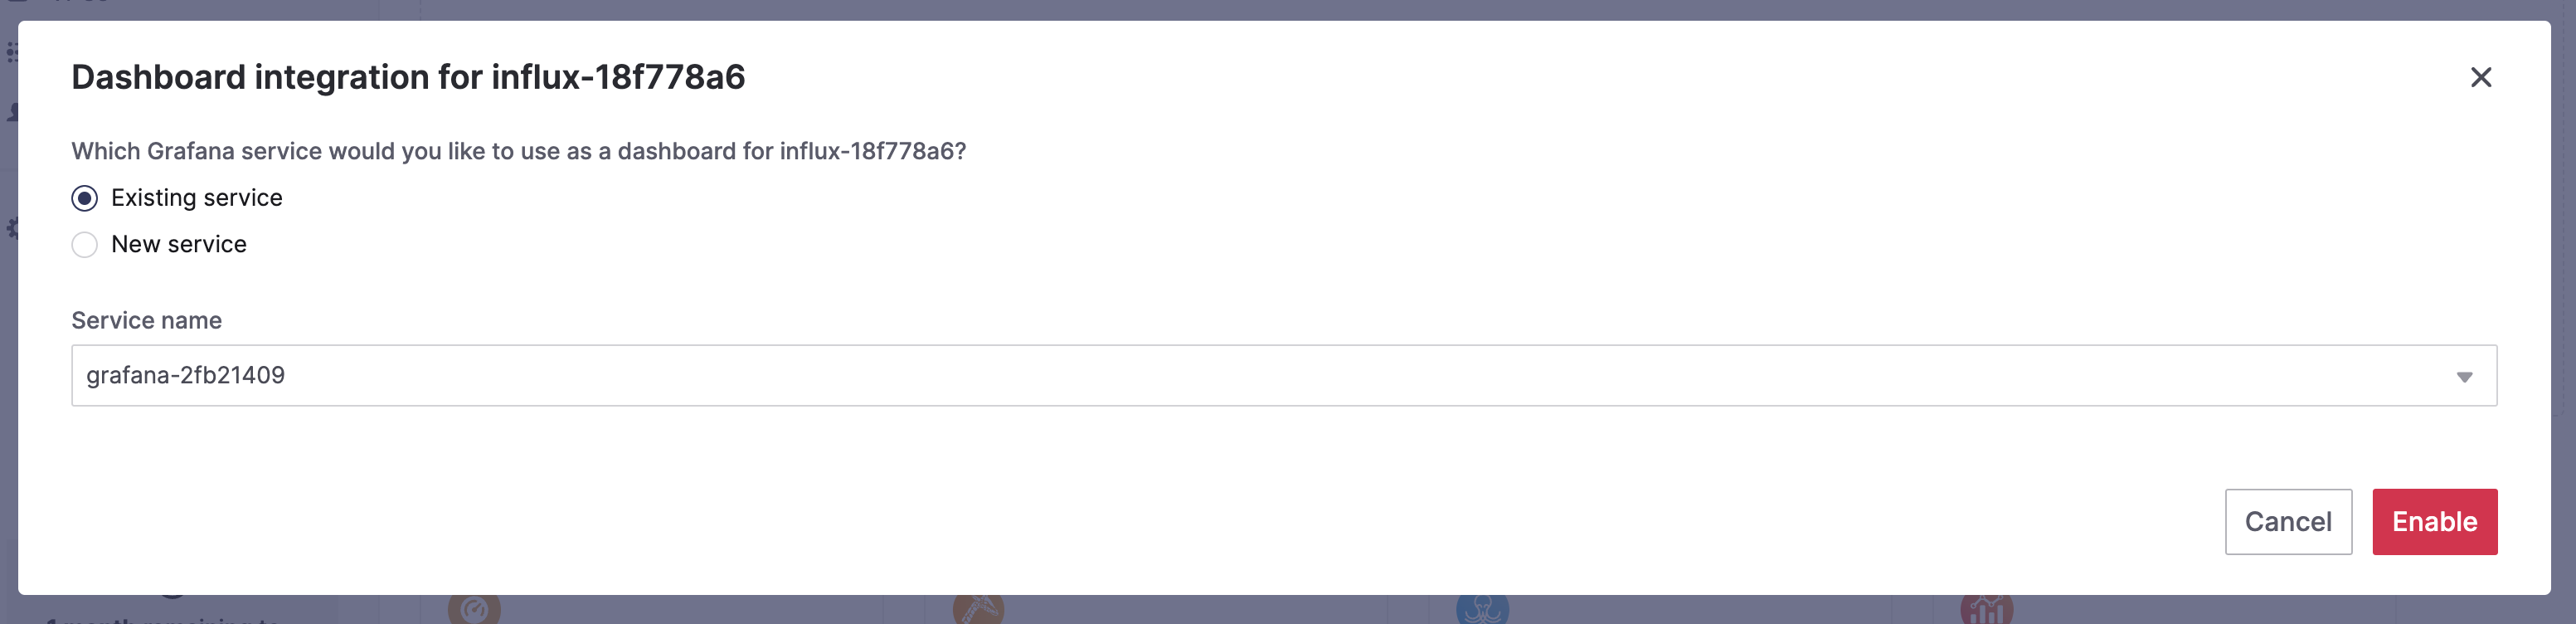 Dashboard integration for influx-18f778a6
Which Grafana service would you like to use as a dashboard for influx-18f778a6?
Existing service
New service
Service name
grafana-2fb21409
Cancel
Enable